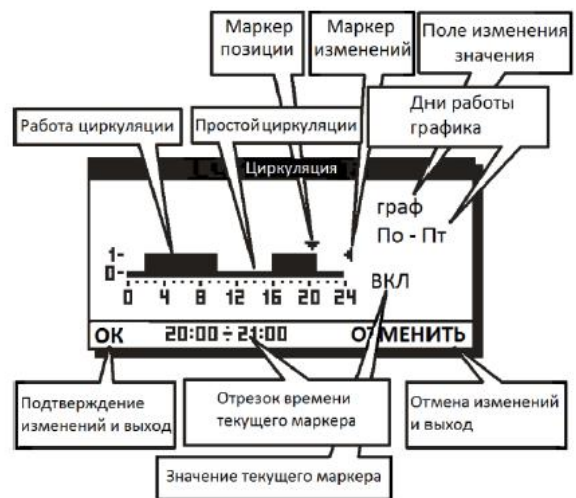 Маркер
позиции
Маркер
изменений
Поле изменения
значения
Дни работы
графика
Работа циркуляции
Простой циркуляции
Циркуляция
граф
По - Пт
1-
0-
0 4 8 12 16 20 24
ВКЛ
ОК 20:00÷21:00 ОТМЕНИТЬ
Подтверждение
изменений и выход
Отрезок времени
текущего маркера
Отмена изменений
и выход
Значение текущего маркера